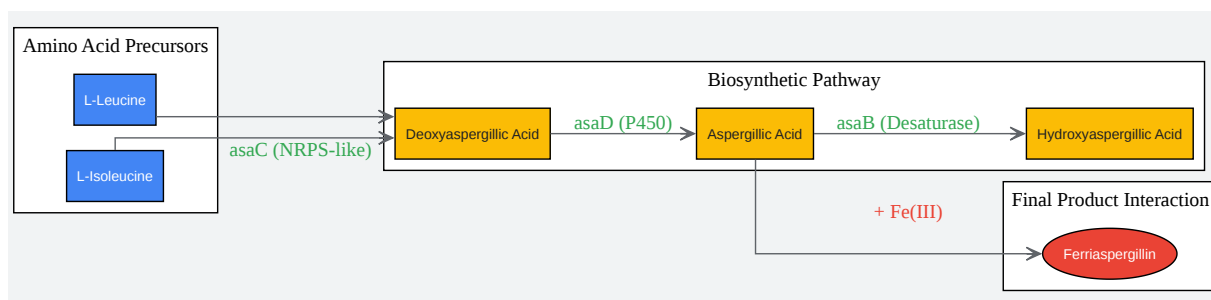 Amino Acid Precursors
L-Leucine
L-Isoleucine
asaC (NRPS-like)
Biosynthetic Pathway
Deoxyaspergillic Acid
asaD (P450)
Aspergillic Acid
asaB (Desaturase)
Hydroxyaspergillic Acid
+ Fe(III)
Final Product Interaction
Ferriaspergillin